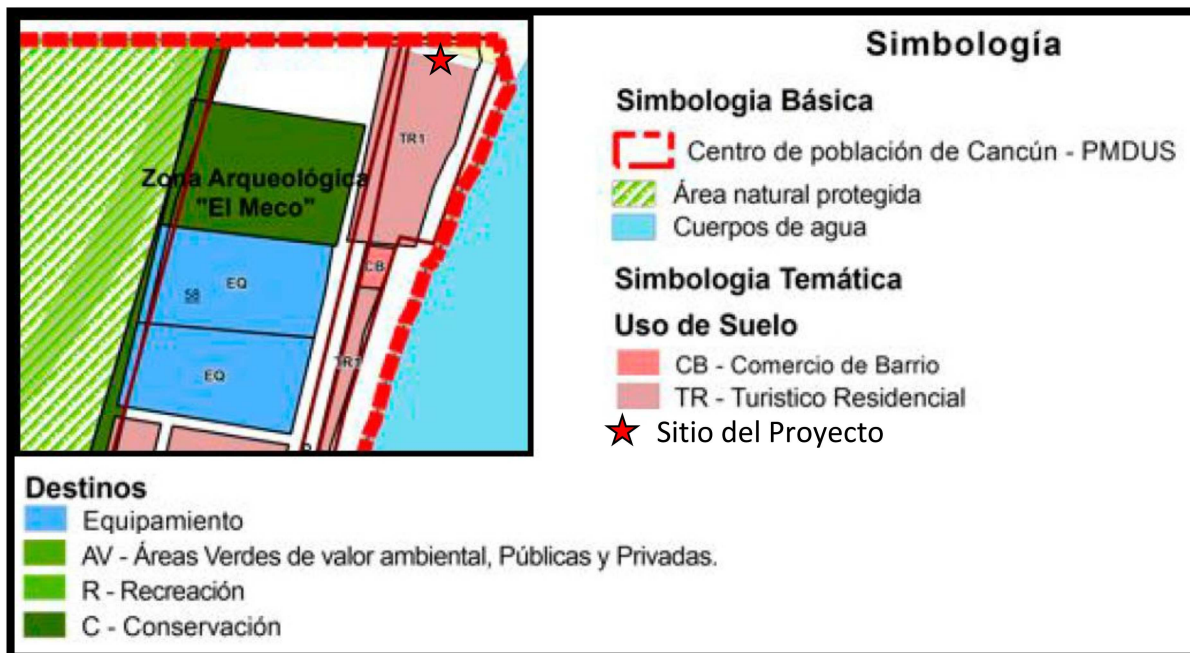 TR1
Zona Arqueológica
"El Meco"
EQ
58
CB
EQ
TR1
Simbología
Simbologia Básica
Centro de población de Cancún - PMDUS
Área natural protegida
Cuerpos de agua
Simbologia Temática
Uso de Suelo
CB - Comercio de Barrio
TR - Turistico Residencial
Sitio del Proyecto
Destinos
Equipamiento
AV - Áreas Verdes de valor ambiental, Públicas y Privadas.
R - Recreación
C - Conservación